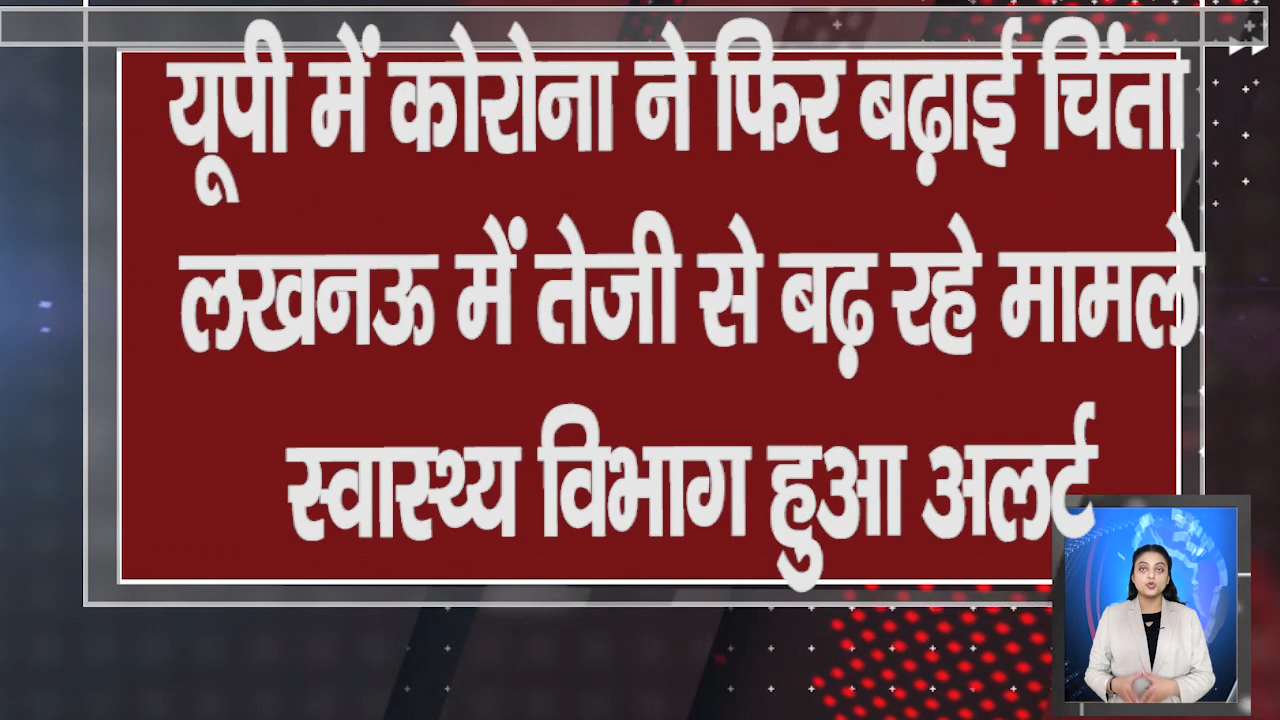 यूपी में कोरोना ने फिर बढ़ाई चिंता
लखनऊ में तेजी से बढ़ रहे मामले
स्वास्थ्य विभाग हुआ अलर्ट